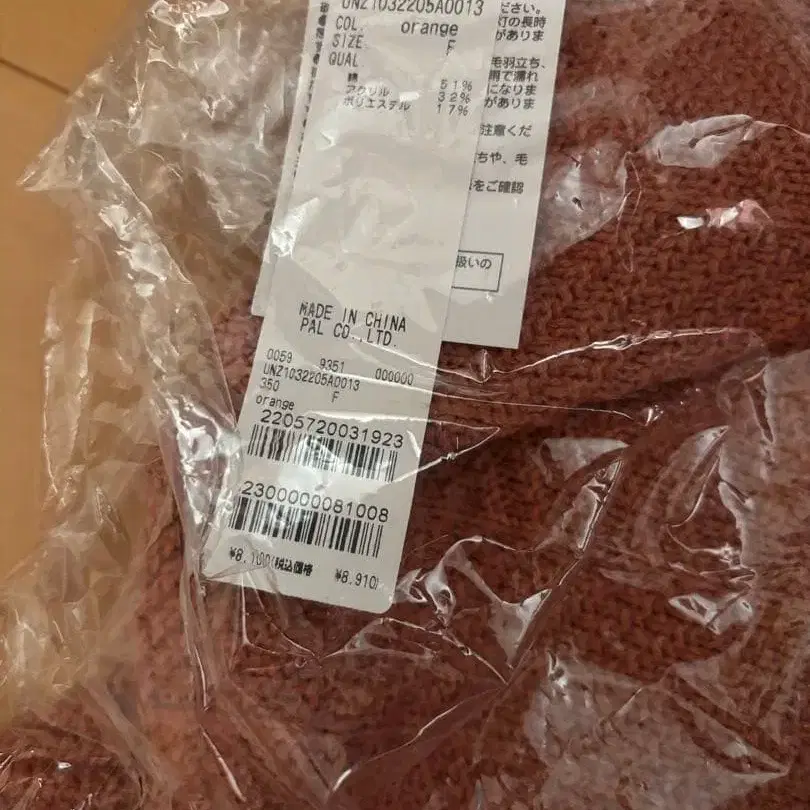 UNZ1032205A0013
COL. orange
SIZE F
QUAL
綿 51%
アクリル 32%
ポリエステル 17%
ださい。
灯の長時
がありま
毛羽立ち、
用で濡れ
になりま
がありま
注意くだ
ちや、毛
をご確認
扱いの
MADE IN CHINA
PAL CO.,LTD.
0059 9351 000000
UNZ1032205A0013
350 F
orange
2205720031923
2300000081008
¥8,100(税込価格 ¥8,910)